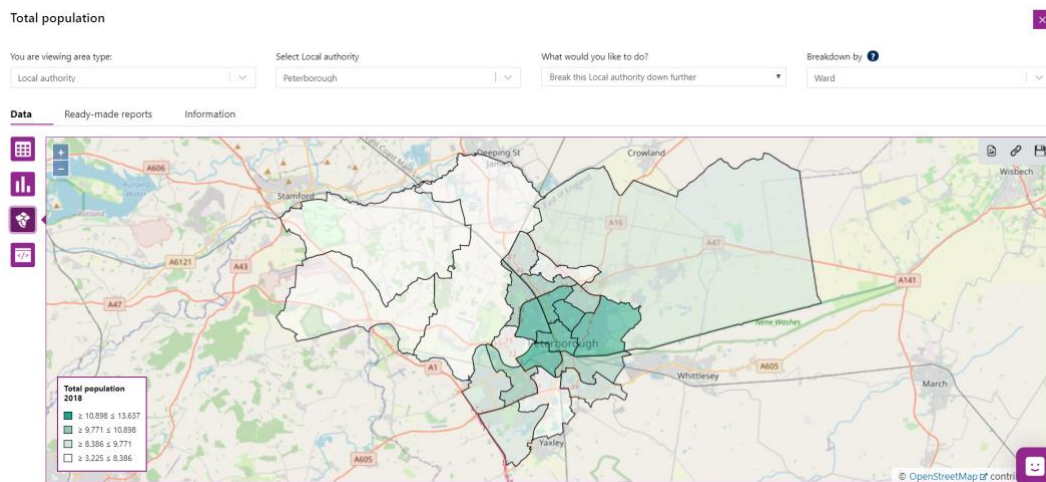 Total population
You are viewing area type:
Select Local authority
What would you like to do?
Breakdown by ?
Local authority
Peterborough
Break this Local authority down further
Ward
Data
Ready-made reports
Information
+
−
</>
A606
Stamford
Deeping St
Crowland
Wisbech
A16
A47
A6121
A43
A141
A47
Nene Washes
A1
A605
Whittlesey
March
Yaxley
A605
Total population
2018
≥ 10,898 ≤ 13,637
≥ 9,771 ≤ 10,898
≥ 8,386 ≤ 9,771
≥ 3,225 ≤ 8,386
© OpenStreetMap